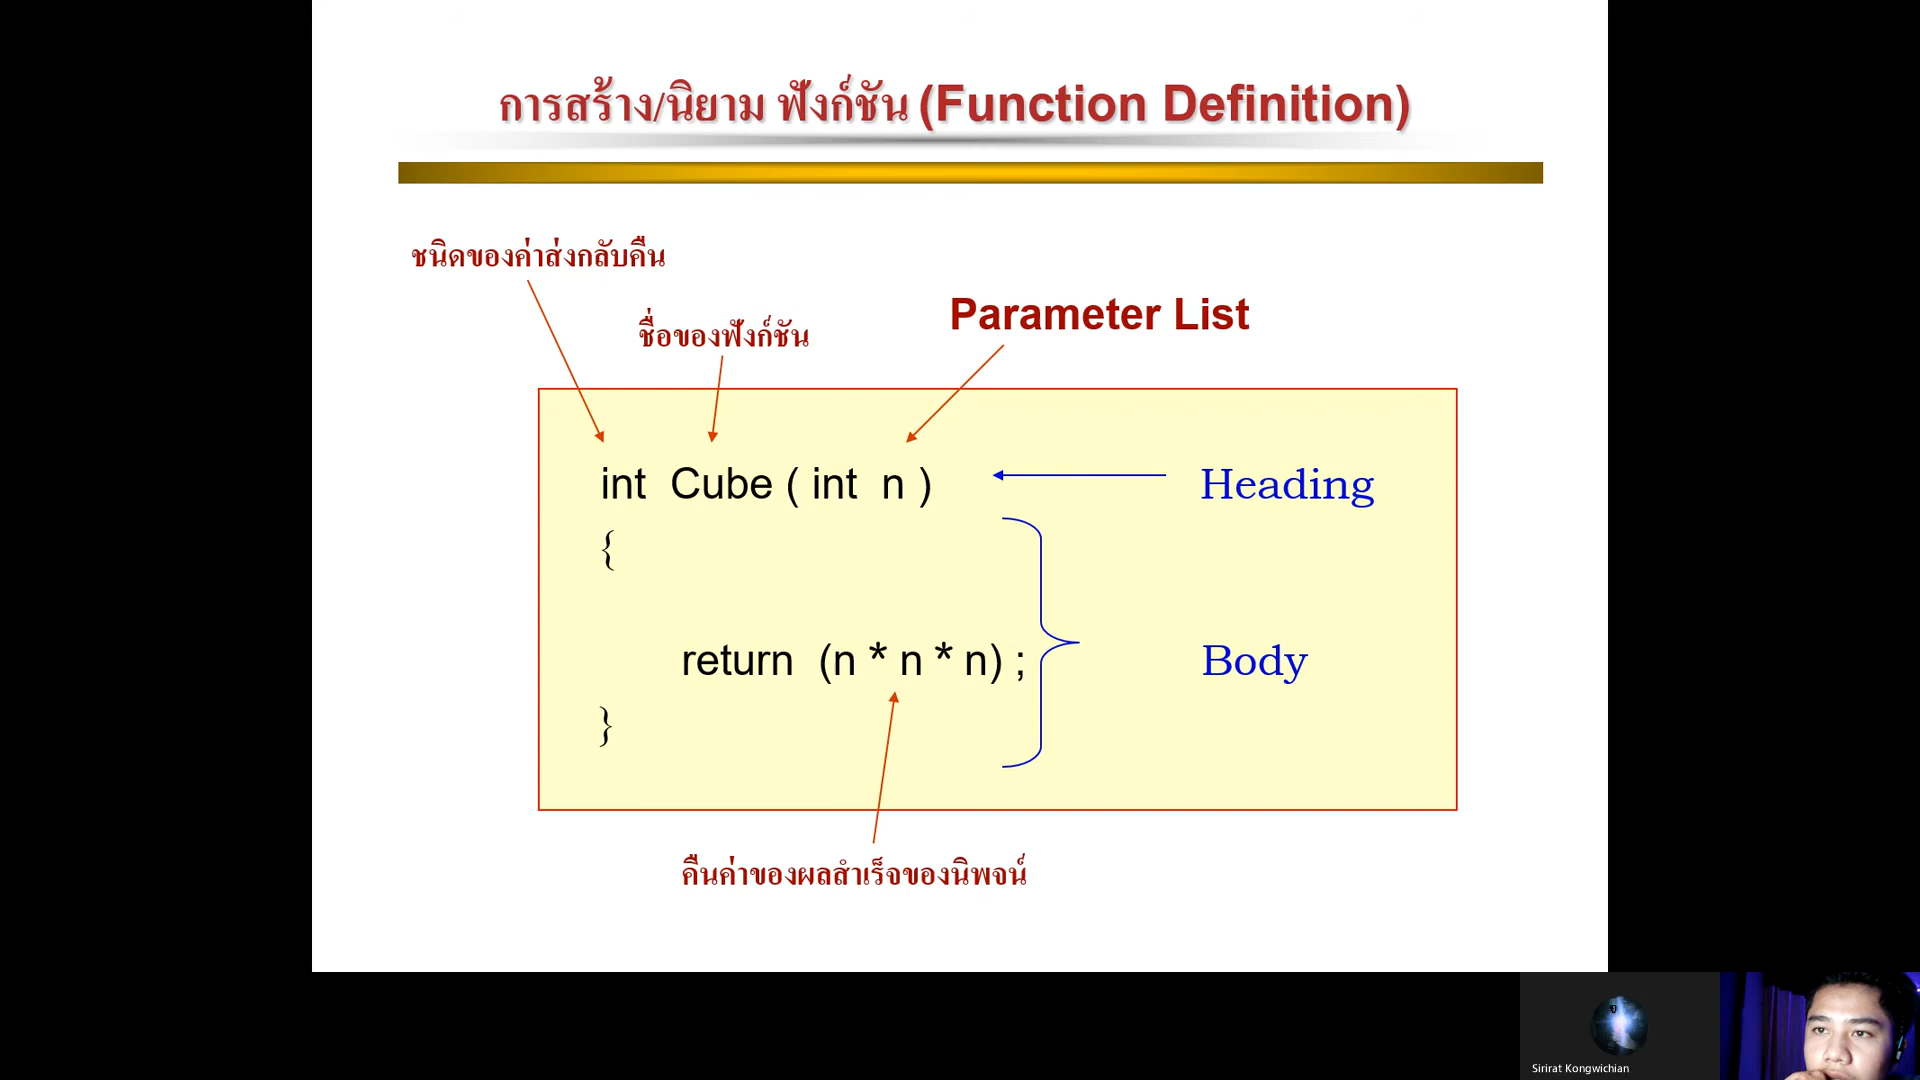 การสร้าง/นิยาม ฟังก์ชัน (Function Definition)
ชนิดของค่าส่งกลับคืน
ชื่อของฟังก์ชัน
Parameter List
int Cube ( int n )
Heading
{
return (n * n * n) ;
Body
}
คืนค่าของผลสำเร็จของนิพจน์
Sirirat Kongwichian